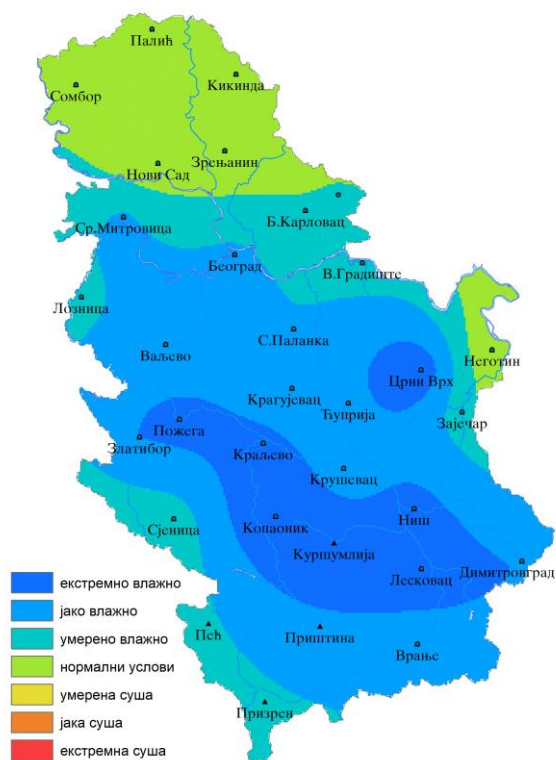 Палић
Кикинда
Сомбор
Зрењанин
Нови Сад
Б.Карловац
Ср.Митровица
Београд
В.Градиште
Лозница
С.Паланка
Ваљево
Неготин
Црни Врх
Крагујевац
Ћуприја
Зајечар
Пожега
Златибор
Краљево
Крушевац
Сјеница
Копаоник
Ниш
Куршумлија
Лесковац
Димитровград
екстремно влажно
јако влажно
умерено влажно
нормални услови
умерена суша
јака суша
екстремна суша
Пећ
Приштина
Врање
Призрен